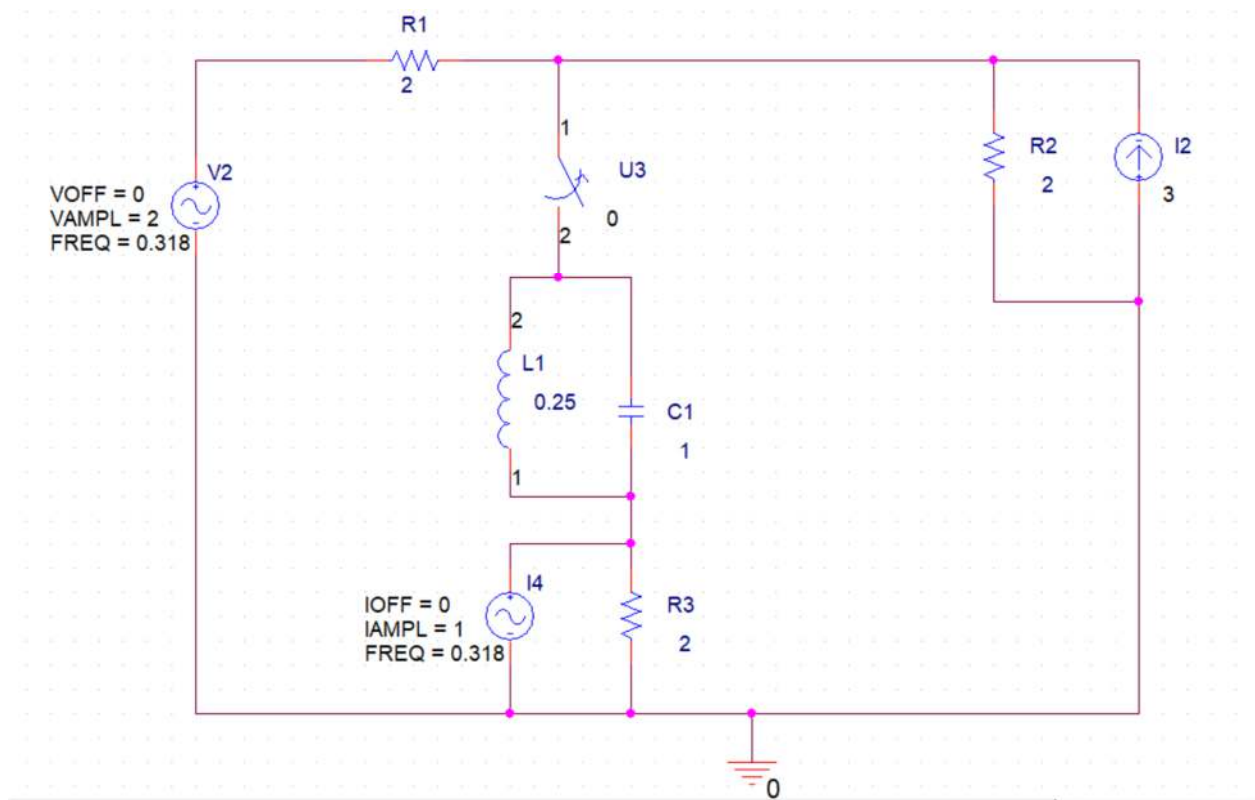 R1
2
V2
VOFF = 0
VAMPL = 2
FREQ = 0.318
1
U3
0
2
R2
2
I2
3
2
L1
0.25
1
C1
1
I4
IOFF = 0
IAMPL = 1
FREQ = 0.318
R3
2
0